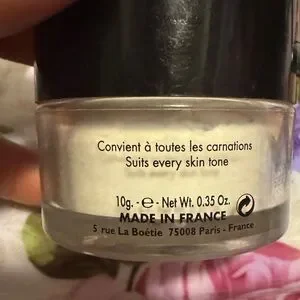 Convient à toutes les carnations
Suits every skin tone
10g. - e - Net Wt. 0.35 Oz.
MADE IN FRANCE
5 rue La Boëtie 75008 Paris - France